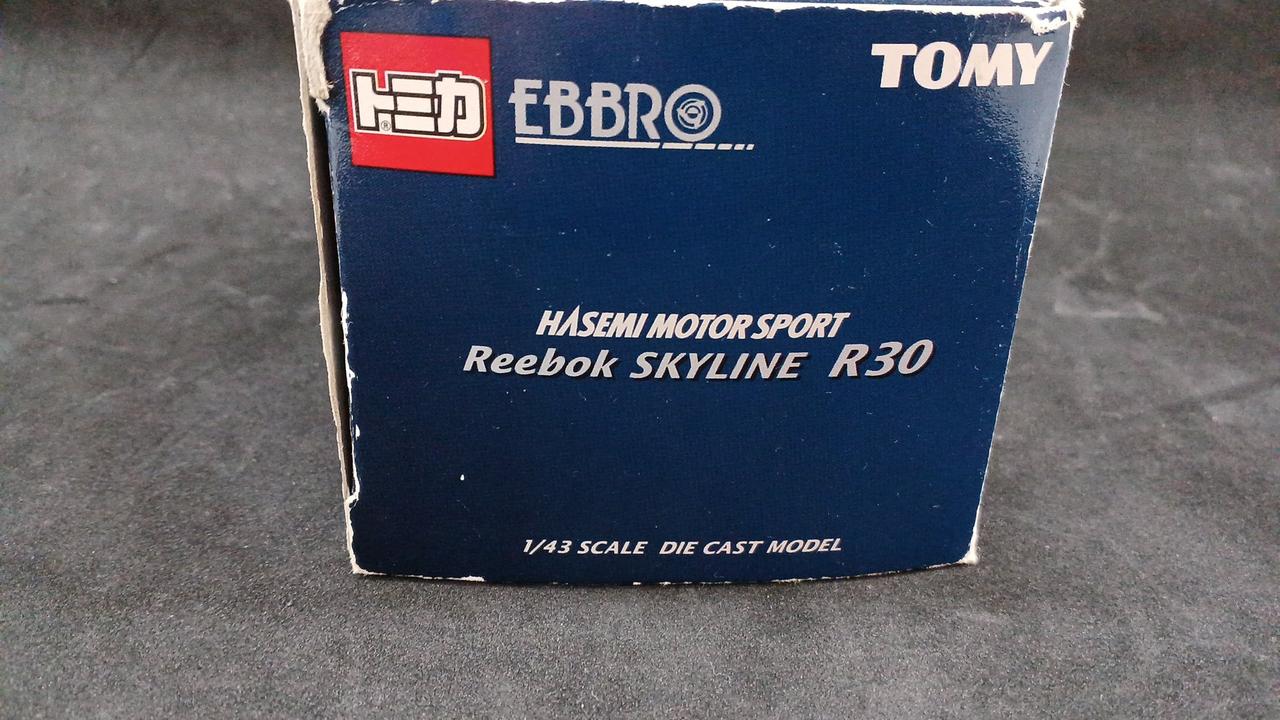 トミカ®
EBBRO
TOMY
HASEMI MOTOR SPORT
Reebok SKYLINE R30
1/43 SCALE DIE CAST MODEL